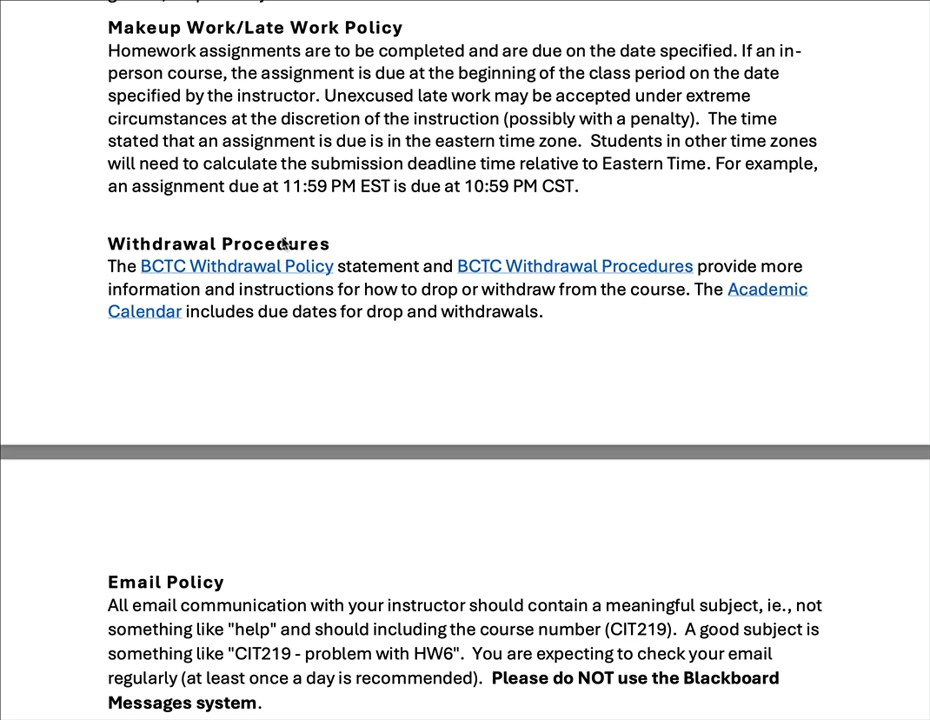 Makeup Work/Late Work Policy
Homework assignments are to be completed and are due on the date specified. If an in-
person course, the assignment is due at the beginning of the class period on the date
specified by the instructor. Unexcused late work may be accepted under extreme
circumstances at the discretion of the instruction (possibly with a penalty).  The time
stated that an assignment is due is in the eastern time zone.  Students in other time zones
will need to calculate the submission deadline time relative to Eastern Time. For example,
an assignment due at 11:59 PM EST is due at 10:59 PM CST.
Withdrawal Procedures
The BCTC Withdrawal Policy statement and BCTC Withdrawal Procedures provide more
information and instructions for how to drop or withdraw from the course. The Academic
Calendar includes due dates for drop and withdrawals.
Email Policy
All email communication with your instructor should contain a meaningful subject, ie., not
something like "help" and should including the course number (CIT219).  A good subject is
something like "CIT219 - problem with HW6".  You are expecting to check your email
regularly (at least once a day is recommended).  Please do NOT use the Blackboard
Messages system.